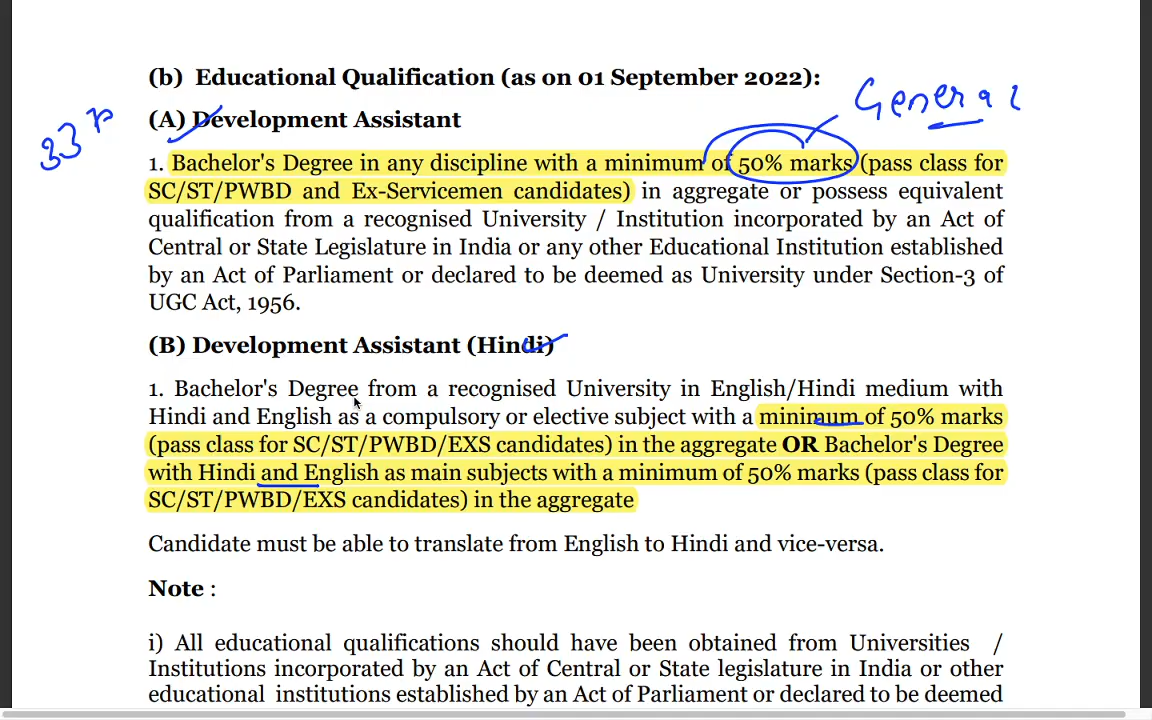 (b) Educational Qualification (as on 01 September 2022):
General
33%
(A) Development Assistant
1. Bachelor's Degree in any discipline with a minimum of 50% marks (pass class for
SC/ST/PWBD and Ex-Servicemen candidates) in aggregate or possess equivalent
qualification from a recognised University / Institution incorporated by an Act of
Central or State Legislature in India or any other Educational Institution established
by an Act of Parliament or declared to be deemed as University under Section-3 of
UGC Act, 1956.
(B) Development Assistant (Hindi)
1. Bachelor's Degree from a recognised University in English/Hindi medium with
Hindi and English as a compulsory or elective subject with a minimum of 50% marks
(pass class for SC/ST/PWBD/EXS candidates) in the aggregate OR Bachelor's Degree
with Hindi and English as main subjects with a minimum of 50% marks (pass class for
SC/ST/PWBD/EXS candidates) in the aggregate
Candidate must be able to translate from English to Hindi and vice-versa.
Note :
i) All educational qualifications should have been obtained from Universities /
Institutions incorporated by an Act of Central or State legislature in India or other
educational institutions established by an Act of Parliament or declared to be deemed